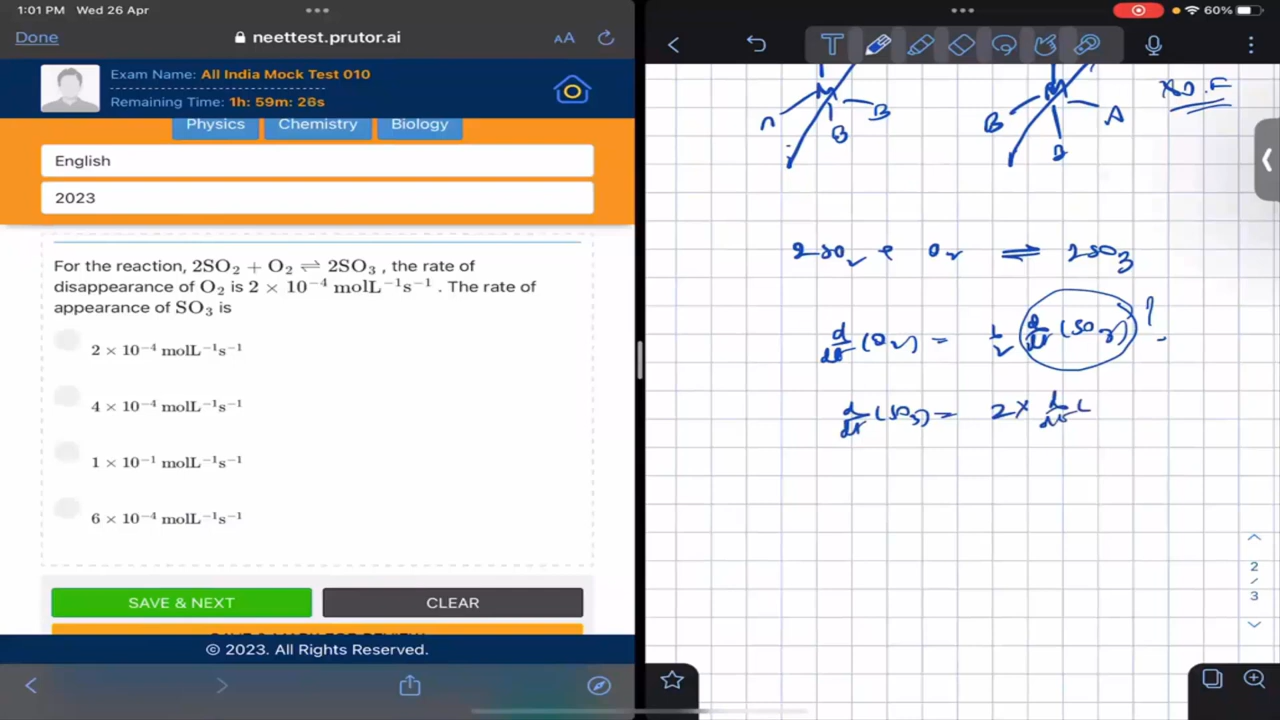 1:01 PM Wed 26 Apr
60%
Done
neettest.prutor.ai
AA
Exam Name: All India Mock Test 010
Remaining Time: 1h: 59m: 26s
Physics
Chemistry
Biology
English
2023
For the reaction, 2SO₂ + O₂ ⇌ 2SO₃ , the rate of
disappearance of O₂ is 2 × 10⁻⁴ molL⁻¹s⁻¹ . The rate of
appearance of SO₃ is
2 × 10⁻⁴ molL⁻¹s⁻¹
4 × 10⁻⁴ molL⁻¹s⁻¹
1 × 10⁻¹ molL⁻¹s⁻¹
6 × 10⁻⁴ molL⁻¹s⁻¹
SAVE & NEXT
CLEAR
© 2023. All Rights Reserved.
T
M
B
B
M
B
A
2SO₂ + O₂ ⇌ 2SO₃
d/dt (O₂) = 1/2 d/dt (SO₃) ?
d/dt (SO₃) = 2 × d/dt (
2
/
3